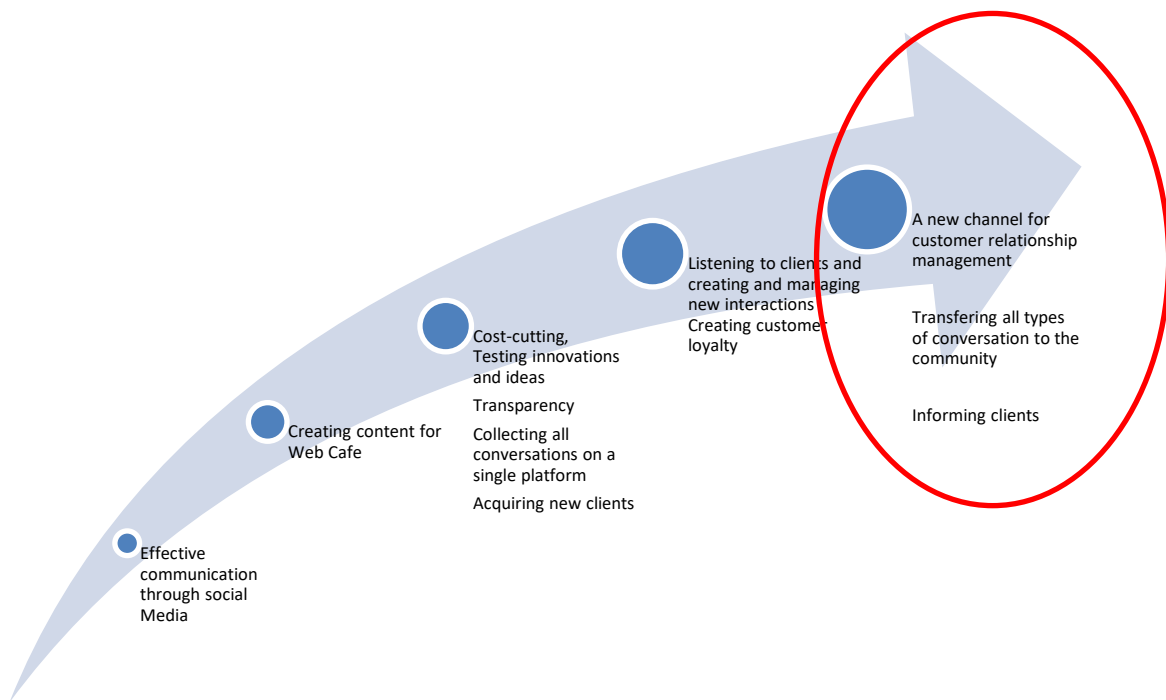 Effective
communication
through social
Media
Creating content for
Web Cafe
Cost-cutting,
Testing innovations
and ideas
Transparency
Collecting all
conversations on a
single platform
Acquiring new clients
Listening to clients and
creating and managing
new interactions
Creating customer
loyalty
A new channel for
customer relationship
management
Transfering all types
of conversation to the
community
Informing clients